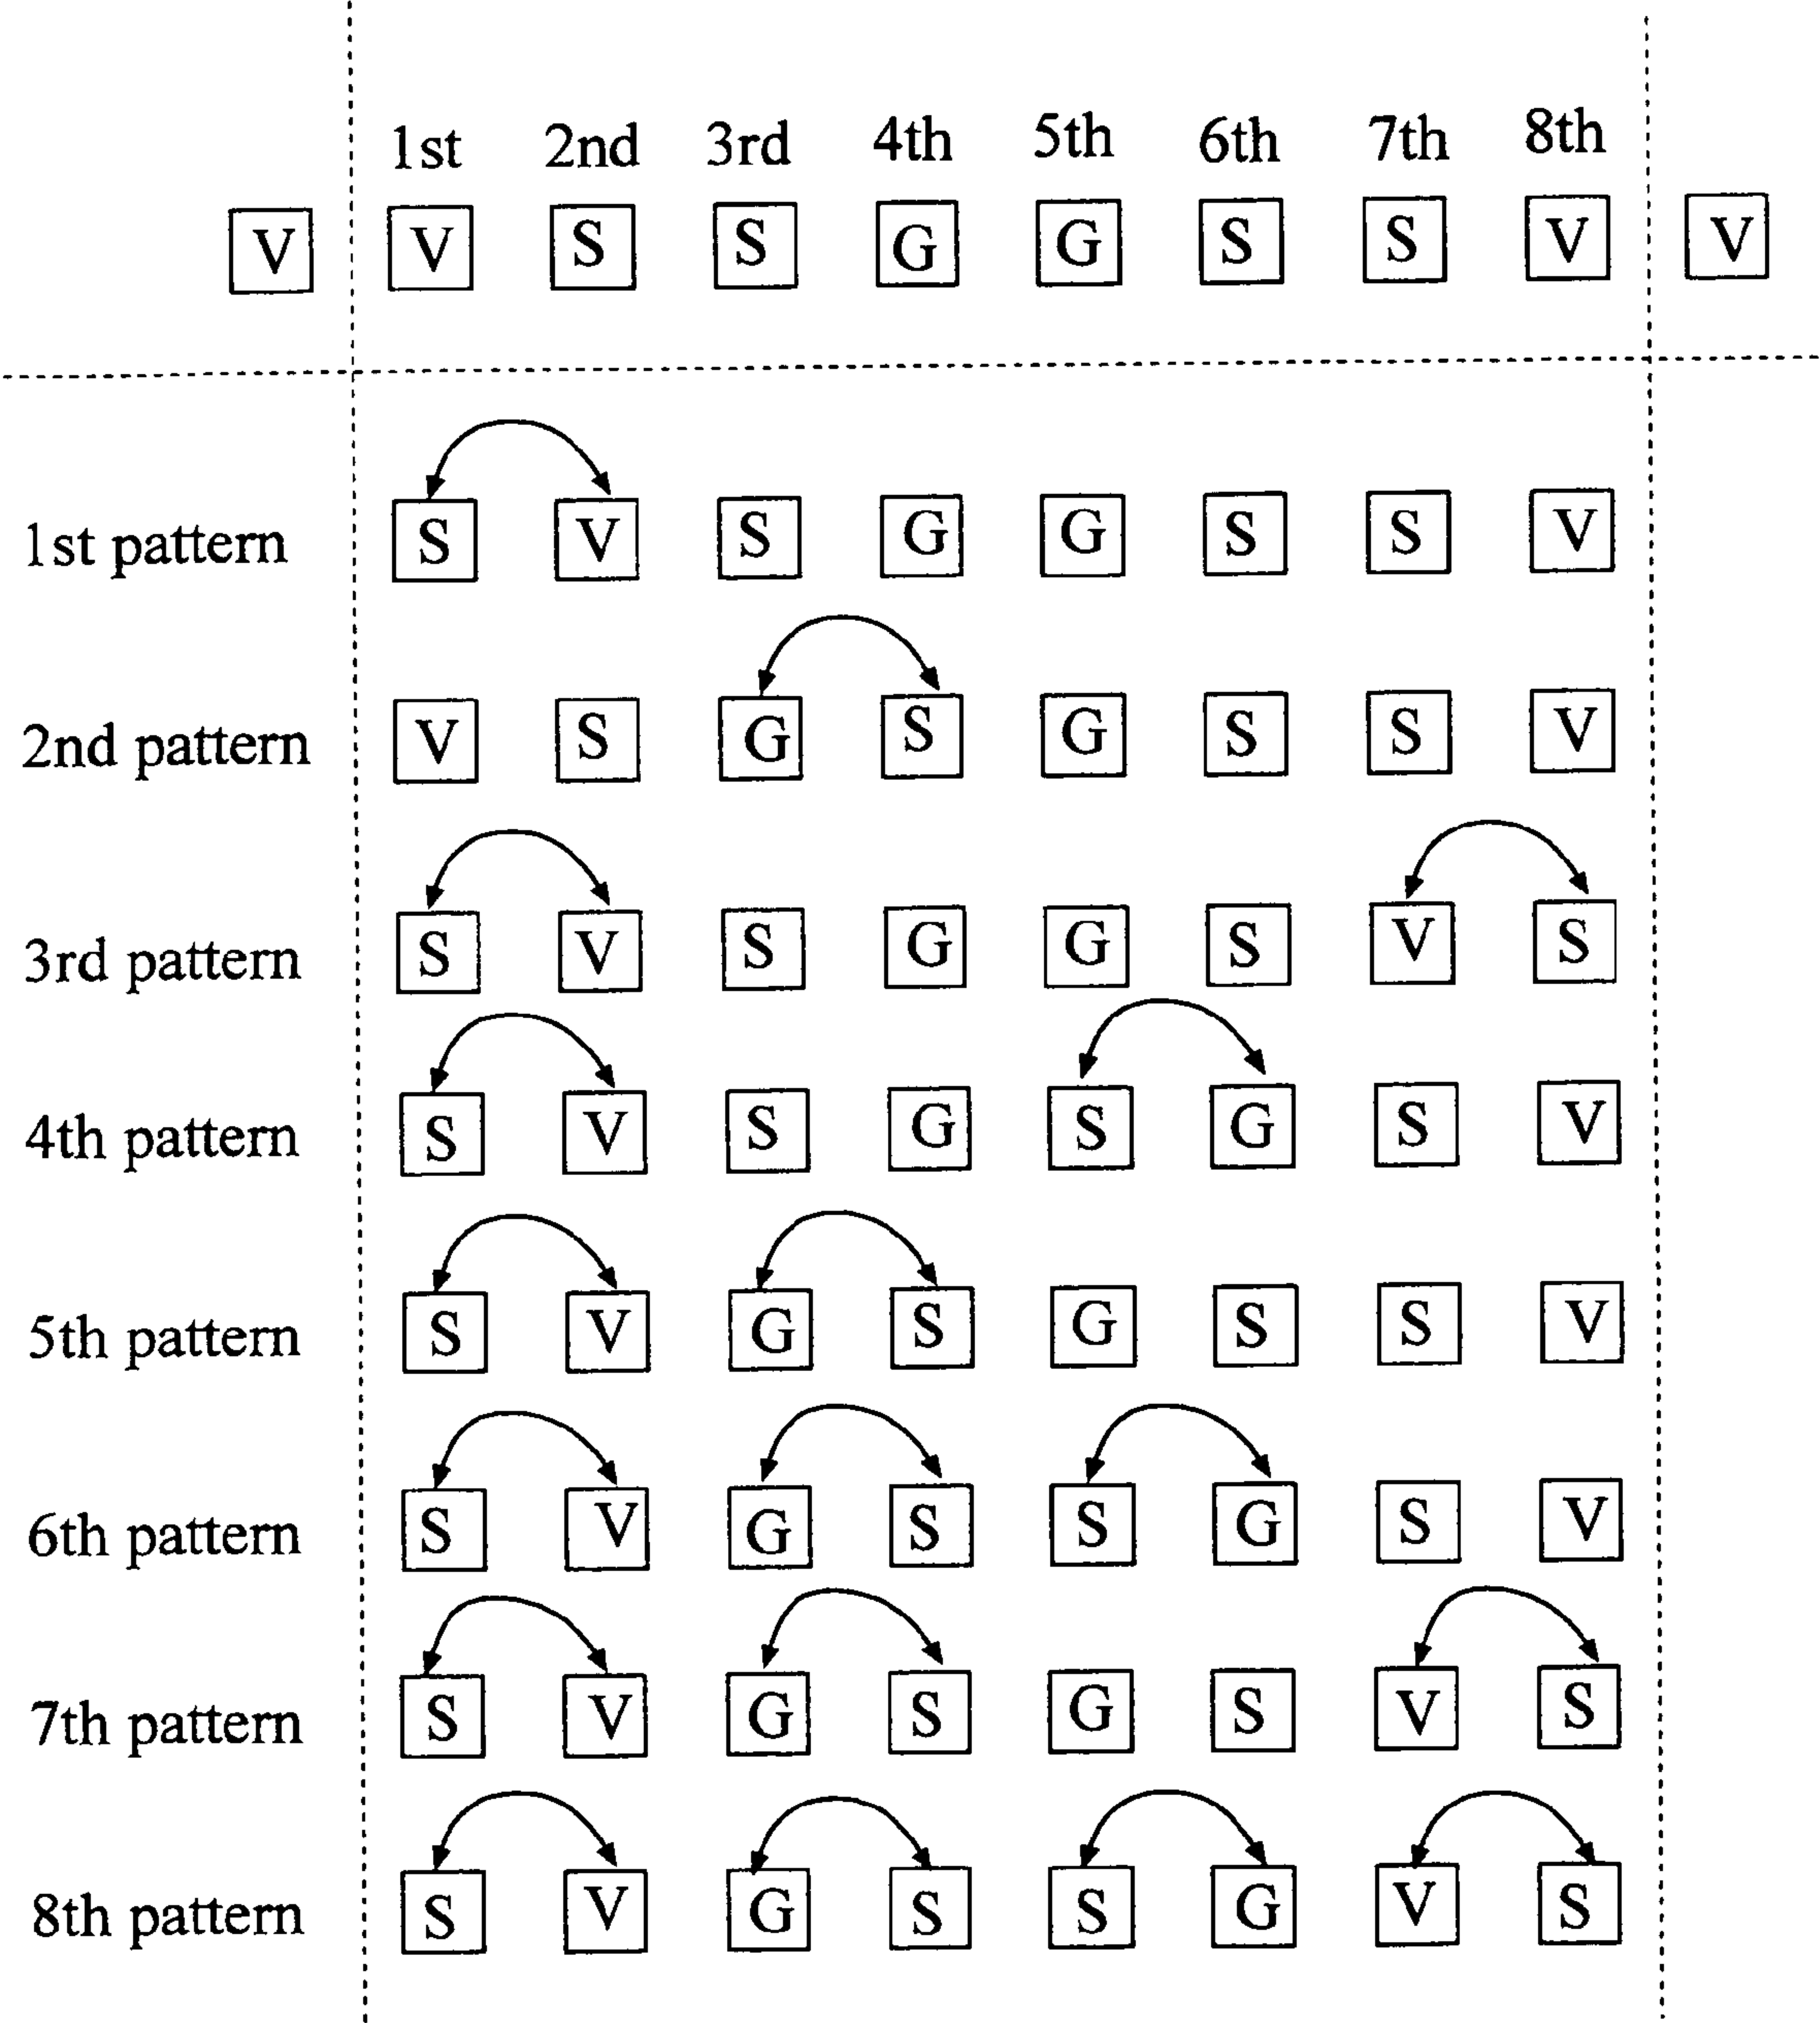 1st 2nd 3rd 4th 5th 6th 7th 8th
V V S S G G S S V V
1st pattern S V S G G S S V
2nd pattern V S G S G S S V
3rd pattern S V S G G S V S
4th pattern S V S G S G S V
5th pattern S V G S G S S V
6th pattern S V G S S G S V
7th pattern S V G S G S V S
8th pattern S V G S S G V S